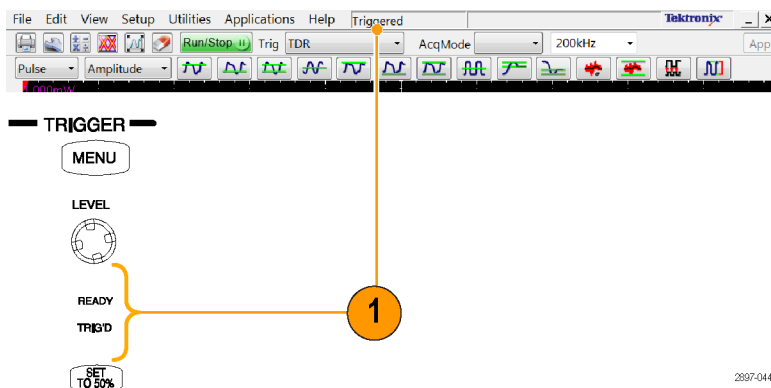 File Edit View Setup Utilities Applications Help Triggered Tektronix
Run/Stop Trig TDR AcqMode 200kHz App
Pulse Amplitude
.000mW
TRIGGER
MENU
LEVEL
READY
TRIG'D
1
SET
TO 50%
2897-044